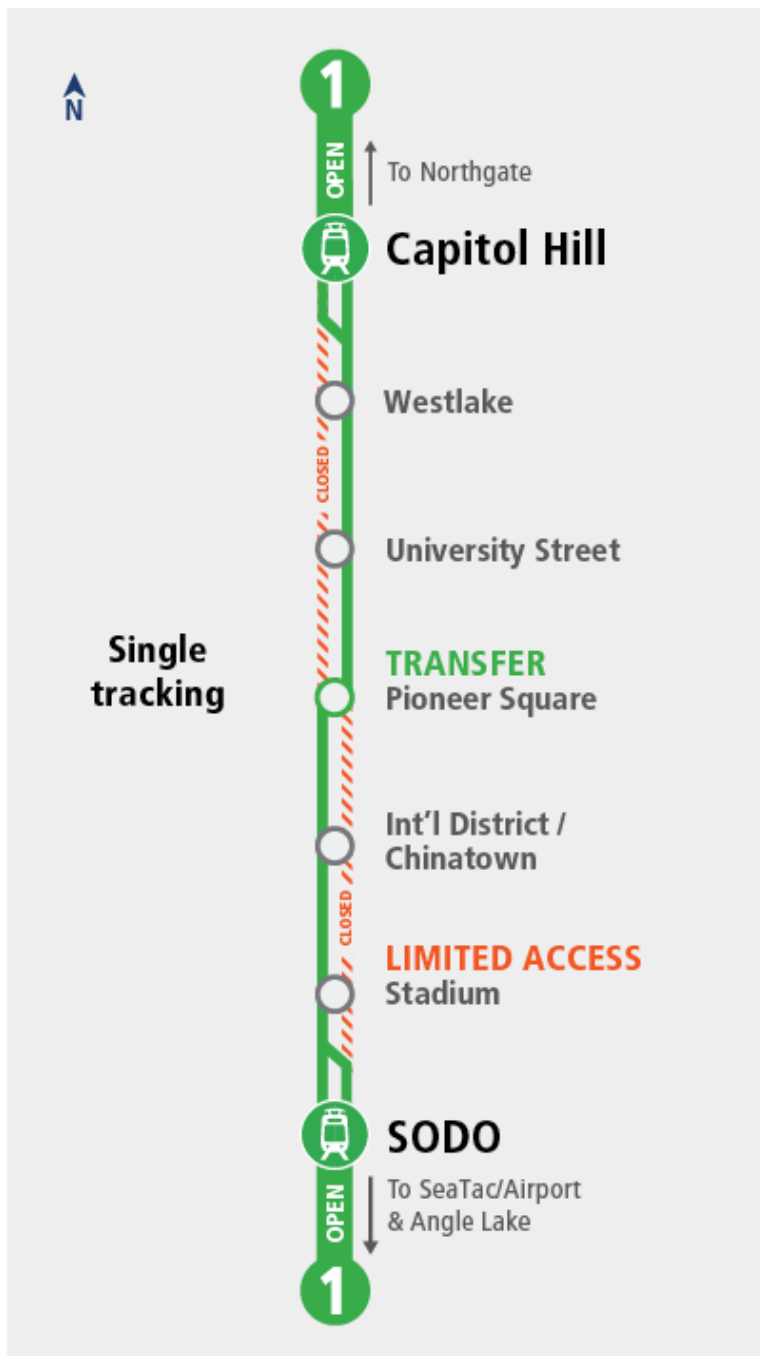 1
N
OPEN
To Northgate
Capitol Hill
Westlake
CLOSED
University Street
Single
tracking
TRANSFER
Pioneer Square
Int'l District /
Chinatown
CLOSED
LIMITED ACCESS
Stadium
SODO
To SeaTac/Airport
& Angle Lake
OPEN
1